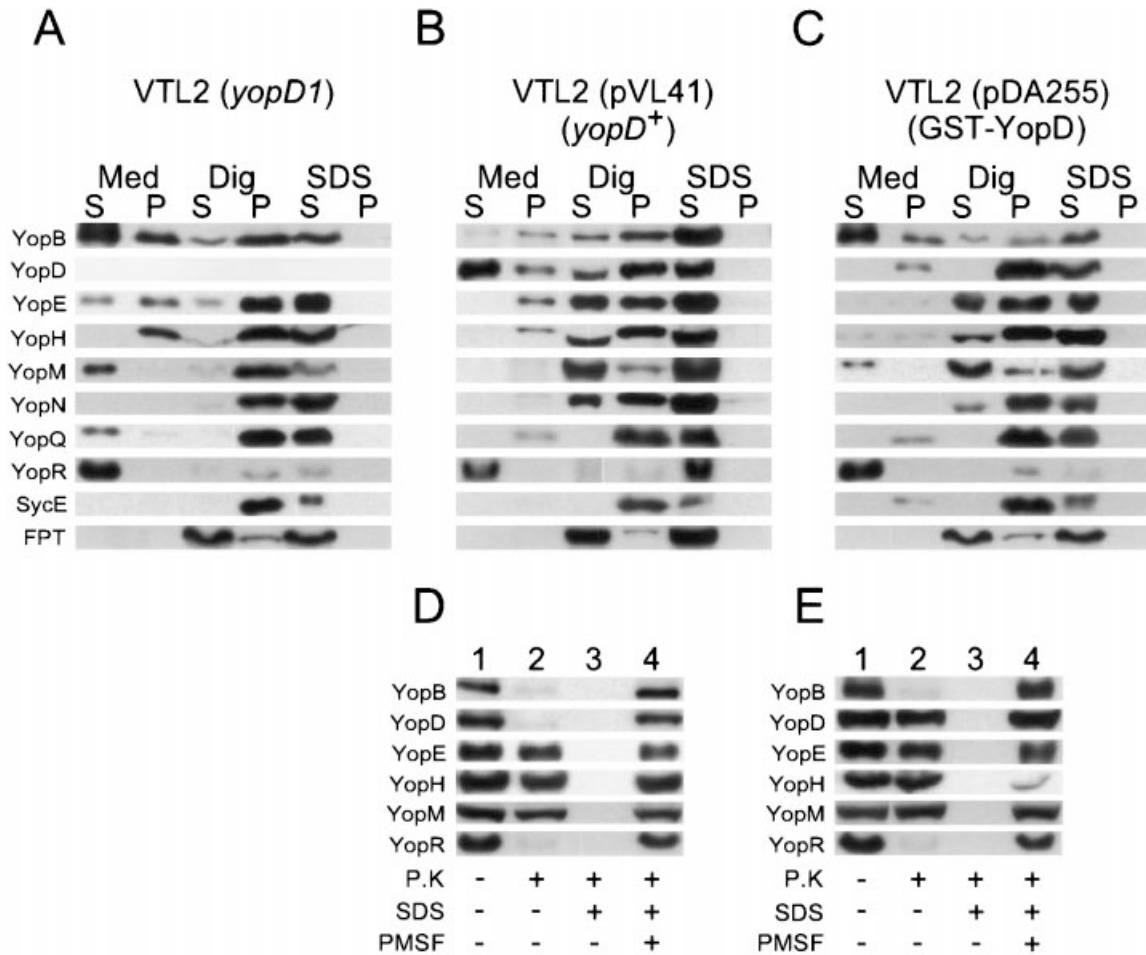 A
B
C
VTL2 (yopD1)
VTL2 (pVL41)
(yopD+)
VTL2 (pDA255)
(GST-YopD)
Med Dig SDS
S P S P S P
Med Dig SDS
S P S P S P
Med Dig SDS
S P S P S P
YopB
YopD
YopE
YopH
YopM
YopN
YopQ
YopR
SycE
FPT
D
1 2 3 4
YopB
YopD
YopE
YopH
YopM
YopR
P.K - + + +
SDS - - + +
PMSF - - - +
E
1 2 3 4
YopB
YopD
YopE
YopH
YopM
YopR
P.K - + + +
SDS - - + +
PMSF - - - +